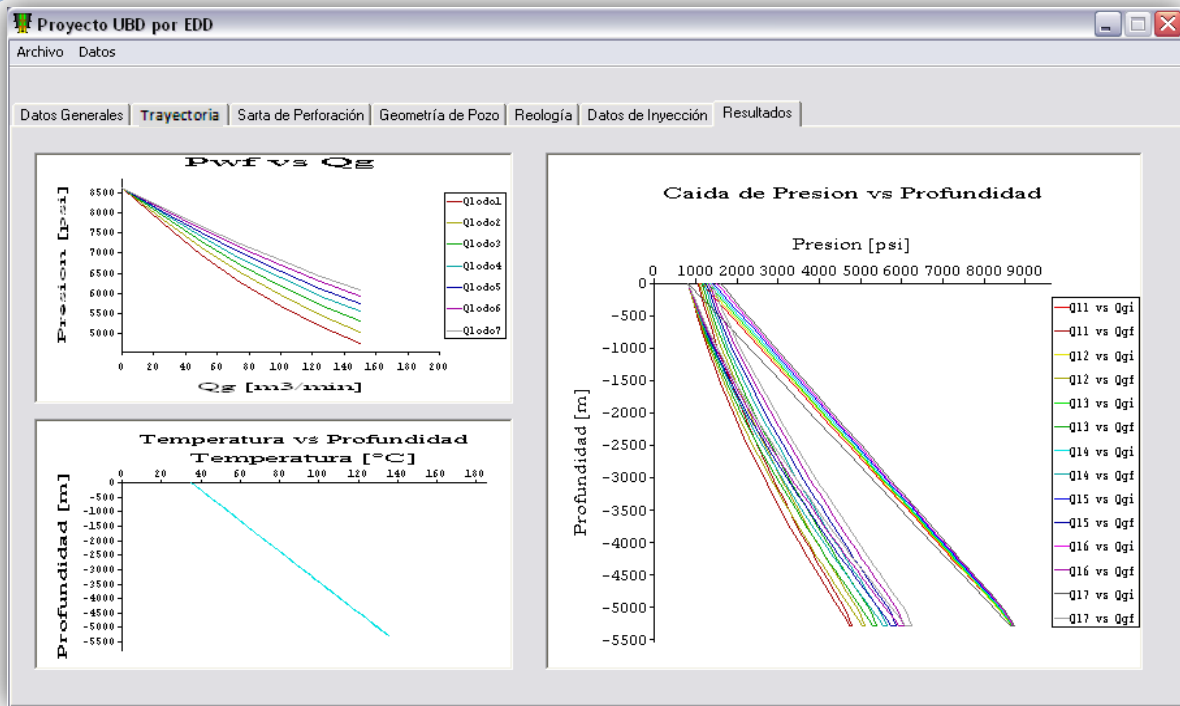 Proyecto UBD por EDD
Archivo Datos
Datos Generales Trayectoria Sarta de Perforación Geometría de Pozo Reología Datos de Inyección Resultados
Pwf vs Qg
Presion [psi]
8500
8000
7500
7000
6500
6000
5500
5000
0 20 40 60 80 100 120 140 160 180 200
Qg [m3/min]
Qlodo1
Qlodo2
Qlodo3
Qlodo4
Qlodo5
Qlodo6
Qlodo7
Temperatura vs Profundidad
Temperatura [°C]
0 20 40 60 80 100 120 140 160 180
Profundidad [m]
0
-500
-1000
-1500
-2000
-2500
-3000
-3500
-4000
-4500
-5000
-5500
Caida de Presion vs Profundidad
Presion [psi]
0 1000 2000 3000 4000 5000 6000 7000 8000 9000
Profundidad [m]
0
-500
-1000
-1500
-2000
-2500
-3000
-3500
-4000
-4500
-5000
-5500
Ql1 vs Qgi
Ql1 vs Qgf
Ql2 vs Qgi
Ql2 vs Qgf
Ql3 vs Qgi
Ql3 vs Qgf
Ql4 vs Qgi
Ql4 vs Qgf
Ql5 vs Qgi
Ql5 vs Qgf
Ql6 vs Qgi
Ql6 vs Qgf
Ql7 vs Qgi
Ql7 vs Qgf